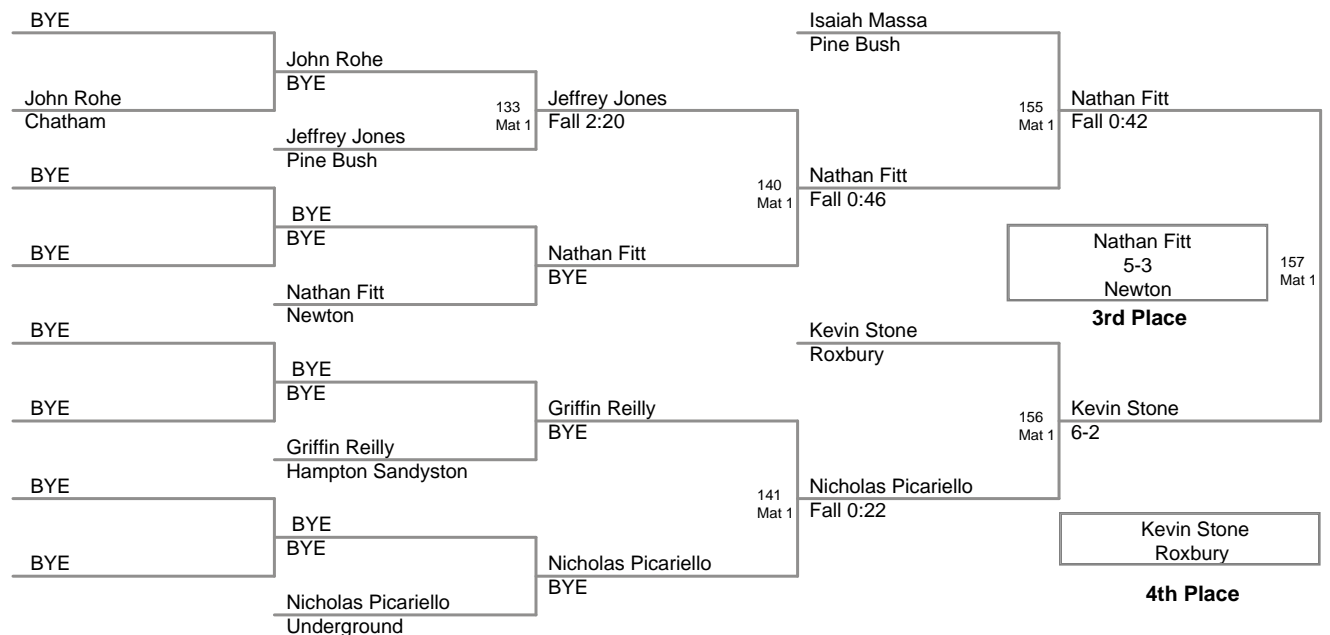 BYE
John Rohe
Chatham
BYE
BYE
BYE
BYE
BYE
BYE
John Rohe
BYE
Jeffrey Jones
Pine Bush
BYE
BYE
Nathan Fitt
Newton
BYE
BYE
Griffin Reilly
Hampton Sandyston
BYE
BYE
Nicholas Picariello
Underground
133
Mat 1
Jeffrey Jones
Fall 2:20
Nathan Fitt
BYE
Griffin Reilly
BYE
Nicholas Picariello
BYE
140
Mat 1
141
Mat 1
Isaiah Massa
Pine Bush
Nathan Fitt
Fall 0:46
Kevin Stone
Roxbury
Nicholas Picariello
Fall 0:22
155
Mat 1
156
Mat 1
Nathan Fitt
Fall 0:42
Kevin Stone
6-2
157
Mat 1
Nathan Fitt
5-3
Newton
3rd Place
Kevin Stone
Roxbury
4th Place